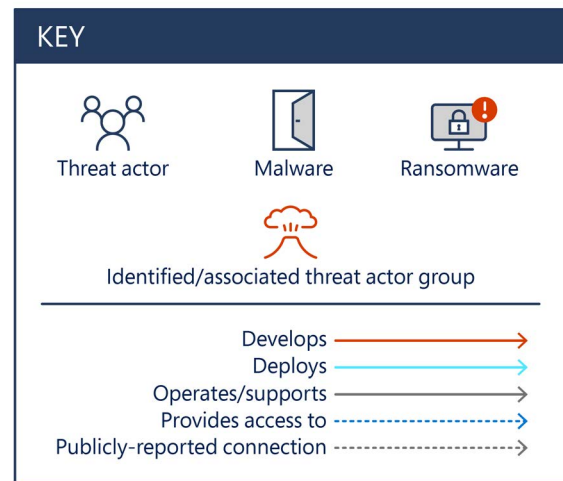 KEY
Threat actor
Malware
Ransomware
Identified/associated threat actor group
Develops
Deploys
Operates/supports
Provides access to
Publicly-reported connection